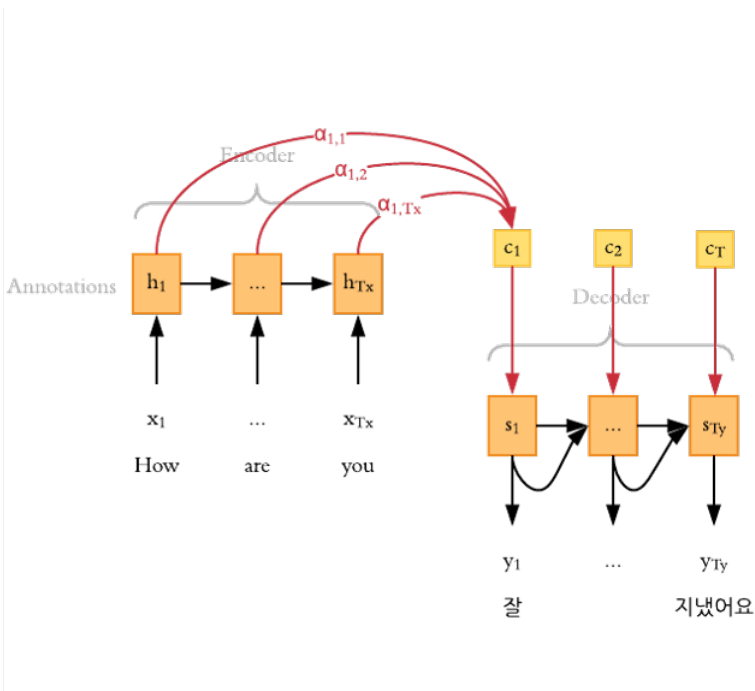 α1,1
Encoder
α1,2
α1,Tx
c1 c2 cT
Annotations h1 ... hTx
Decoder
x1 ... xTx
s1 ... sTy
How are you
y1 ... yTy
잘 지냈어요